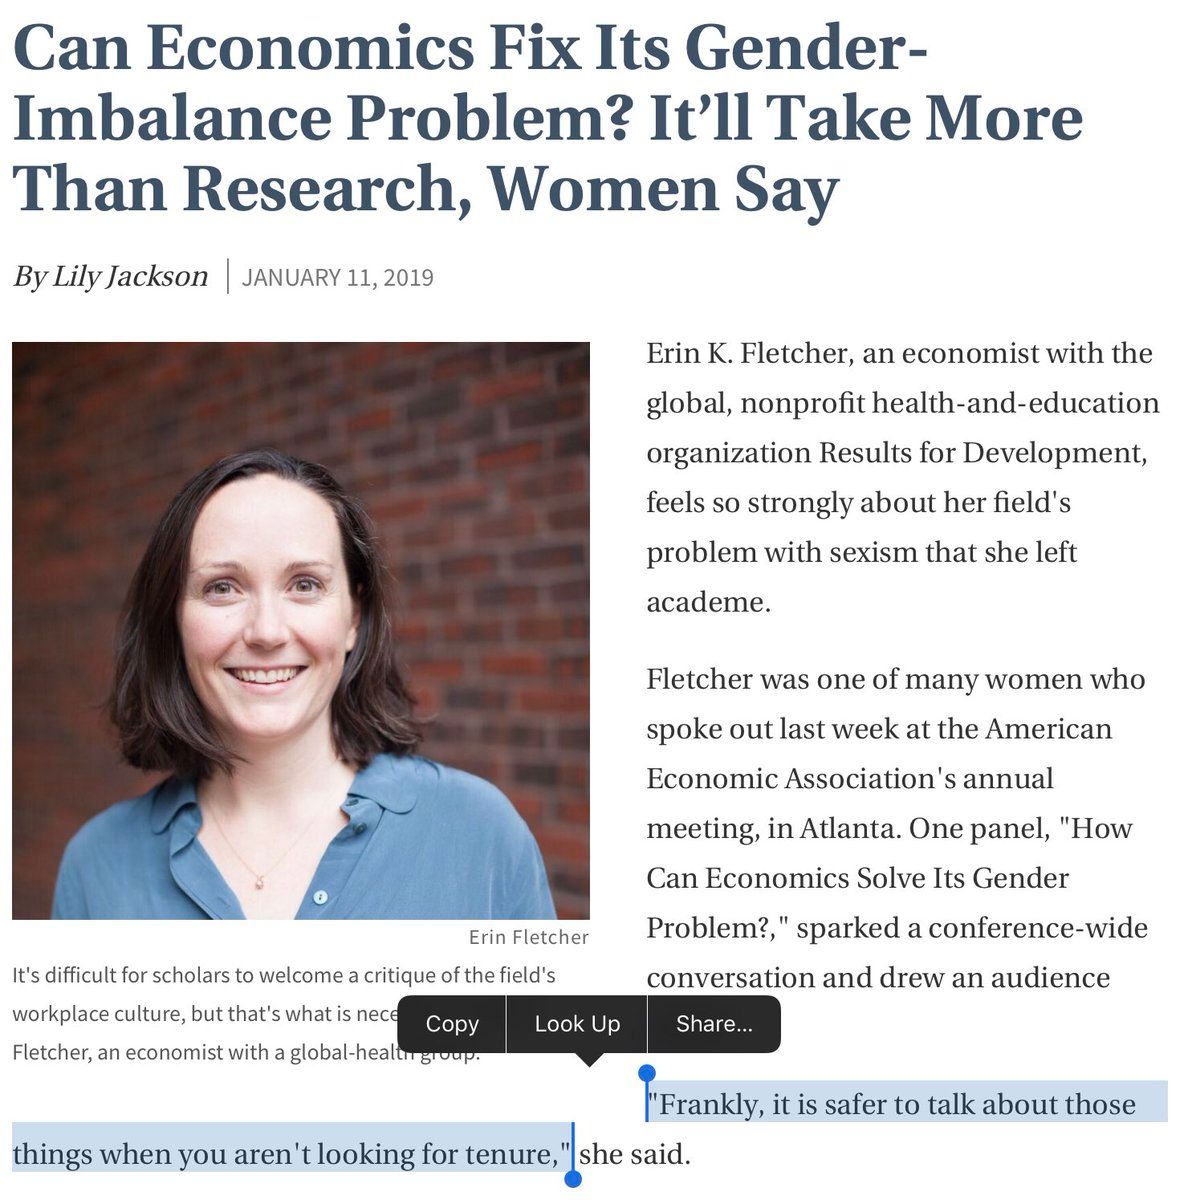 Can Economics Fix Its Gender-
Imbalance Problem? It’ll Take More
Than Research, Women Say
By Lily Jackson | JANUARY 11, 2019
Erin Fletcher
It's difficult for scholars to welcome a critique of the field's
workplace culture, but that's what is nece
Fletcher, an economist with a global-health group.
Erin K. Fletcher, an economist with the
global, nonprofit health-and-education
organization Results for Development,
feels so strongly about her field's
problem with sexism that she left
academe.
Fletcher was one of many women who
spoke out last week at the American
Economic Association's annual
meeting, in Atlanta. One panel, "How
Can Economics Solve Its Gender
Problem?," sparked a conference-wide
conversation and drew an audience
Copy Look Up Share...
"Frankly, it is safer to talk about those
things when you aren't looking for tenure," she said.